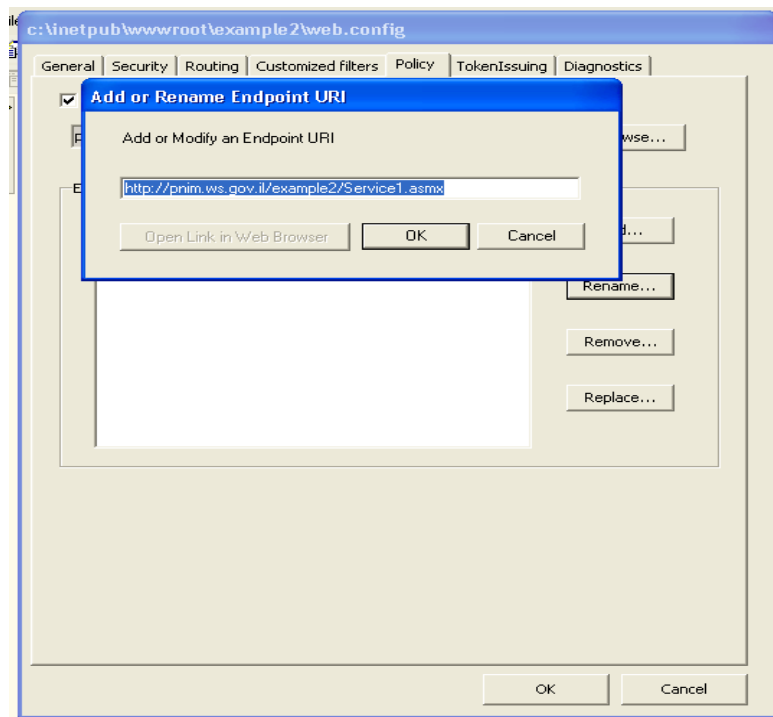 c:\inetpub\wwwroot\example2\web.config
General Security Routing Customized filters Policy TokenIssuing Diagnostics
Add or Rename Endpoint URI
Add or Modify an Endpoint URI
http://pnim.ws.gov.il/example2/Service1.asmx
Open Link in Web Browser OK Cancel
Rename...
Remove...
Replace...
OK Cancel